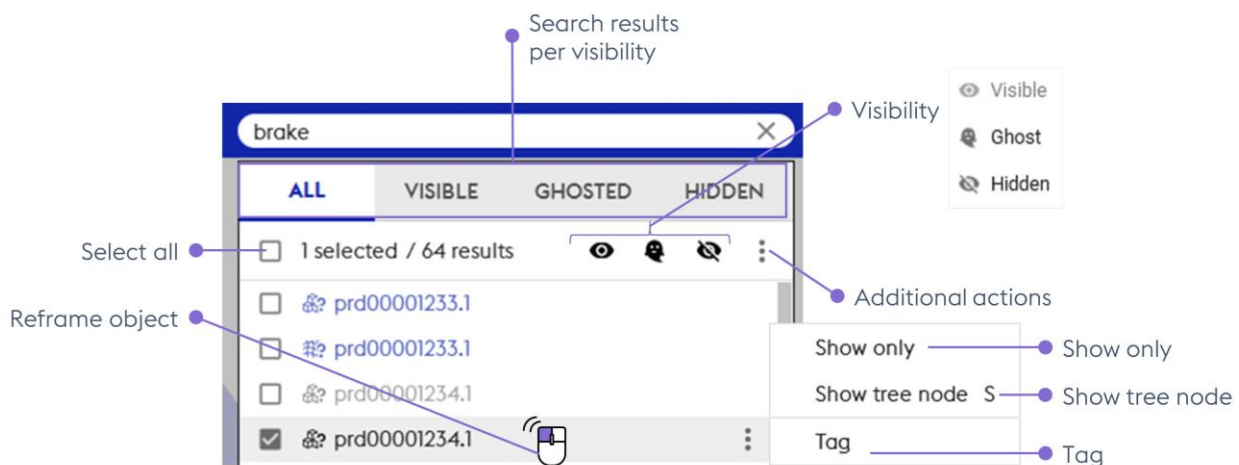 Search results
per visibility
Visible
Visibility
Ghost
brake
Hidden
ALL VISIBLE GHOSTED HIDDEN
Select all
1 selected / 64 results
prd00001233.1
Additional actions
Reframe object
prd00001233.1
Show only
Show only
prd00001234.1
Show tree node S
Show tree node
prd00001234.1
Tag
Tag